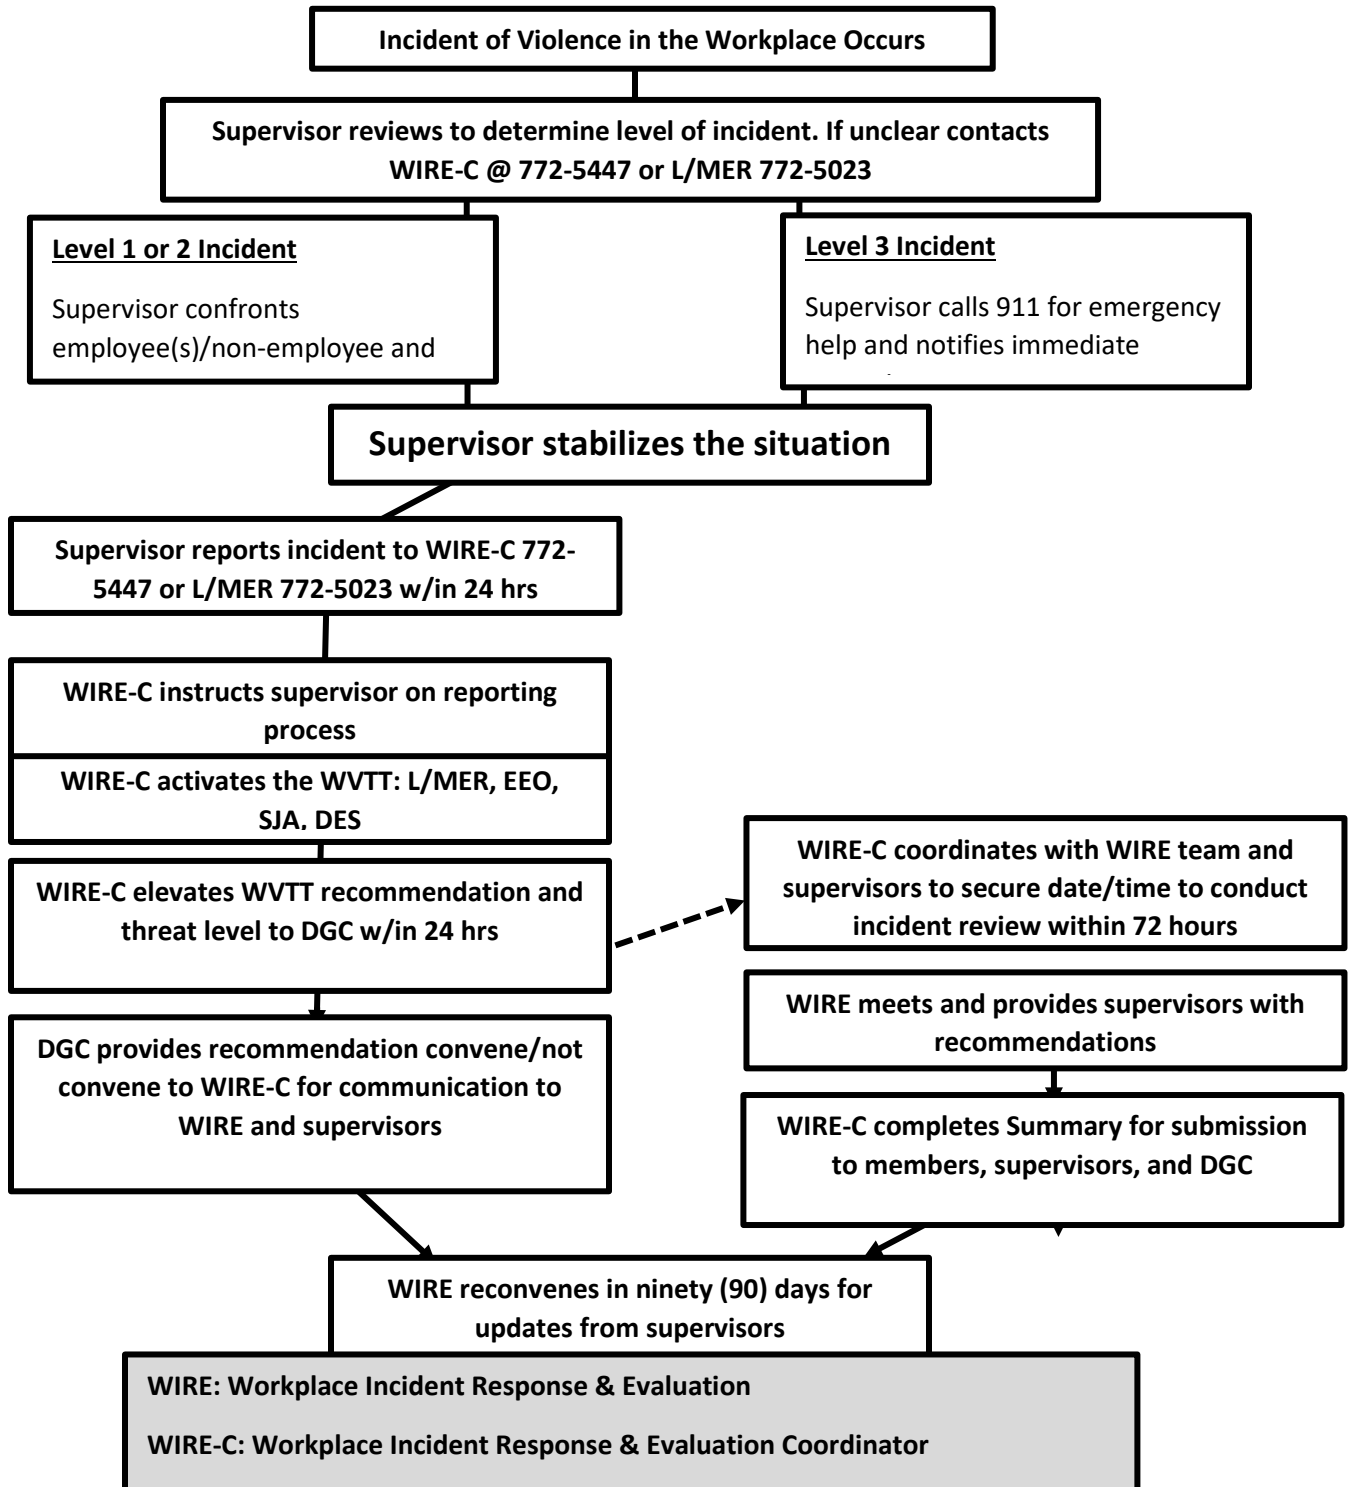 Incident of Violence in the Workplace Occurs
Supervisor reviews to determine level of incident. If unclear contacts
WIRE-C @ 772-5447 or L/MER 772-5023
Level 1 or 2 Incident
Supervisor confronts
employee(s)/non-employee and
Level 3 Incident
Supervisor calls 911 for emergency
help and notifies immediate
Supervisor stabilizes the situation
Supervisor reports incident to WIRE-C 772-
5447 or L/MER 772-5023 w/in 24 hrs
WIRE-C instructs supervisor on reporting
process
WIRE-C activates the WVTT: L/MER, EEO,
SJA, DES
WIRE-C elevates WVTT recommendation and
threat level to DGC w/in 24 hrs
DGC provides recommendation convene/not
convene to WIRE-C for communication to
WIRE and supervisors
WIRE-C coordinates with WIRE team and
supervisors to secure date/time to conduct
incident review within 72 hours
WIRE meets and provides supervisors with
recommendations
WIRE-C completes Summary for submission
to members, supervisors, and DGC
WIRE reconvenes in ninety (90) days for
updates from supervisors
WIRE: Workplace Incident Response & Evaluation
WIRE-C: Workplace Incident Response & Evaluation Coordinator